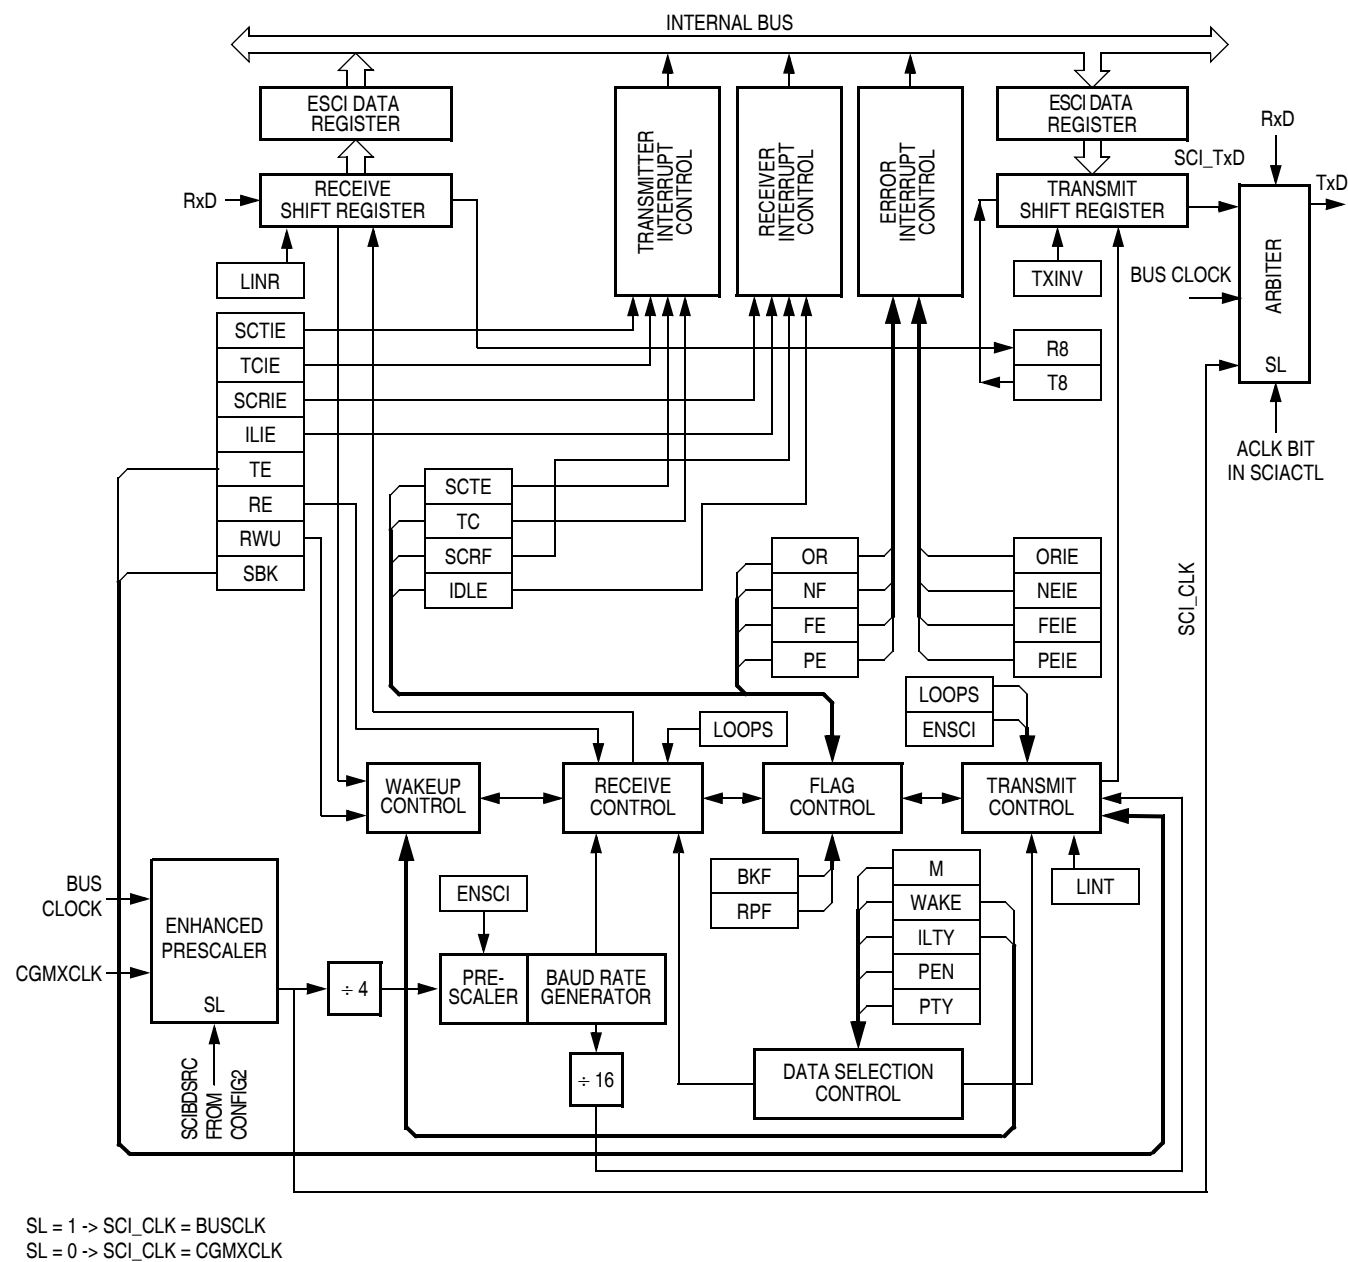 INTERNAL BUS
ESCI DATA
REGISTER
ESCI DATA
REGISTER
TRANSMITTER
INTERRUPT
CONTROL
RECEIVER
INTERRUPT
CONTROL
ERROR
INTERRUPT
CONTROL
RxD
SCI_TxD
TxD
RxD
RECEIVE
SHIFT REGISTER
TRANSMIT
SHIFT REGISTER
ARBITER
SL
LINR
TXINV
BUS CLOCK
SCTIE
TCIE
SCRIE
ILIE
TE
RE
RWU
SBK
R8
T8
ACLK BIT
IN SCIACTL
SCTE
TC
SCRF
IDLE
OR
NF
FE
PE
ORIE
NEIE
FEIE
PEIE
SCI_CLK
LOOPS
ENSCI
LOOPS
WAKEUP
CONTROL
RECEIVE
CONTROL
FLAG
CONTROL
TRANSMIT
CONTROL
BKF
RPF
M
WAKE
ILTY
PEN
PTY
LINT
BUS
CLOCK
CGMXCLK
ENHANCED
PRESCALER
SL
ENSCI
÷ 4
PRE-
SCALER
BAUD RATE
GENERATOR
÷ 16
DATA SELECTION
CONTROL
SCIBDSRC
FROM
CONFIG2
SL = 1 -> SCI_CLK = BUSCLK
SL = 0 -> SCI_CLK = CGMXCLK